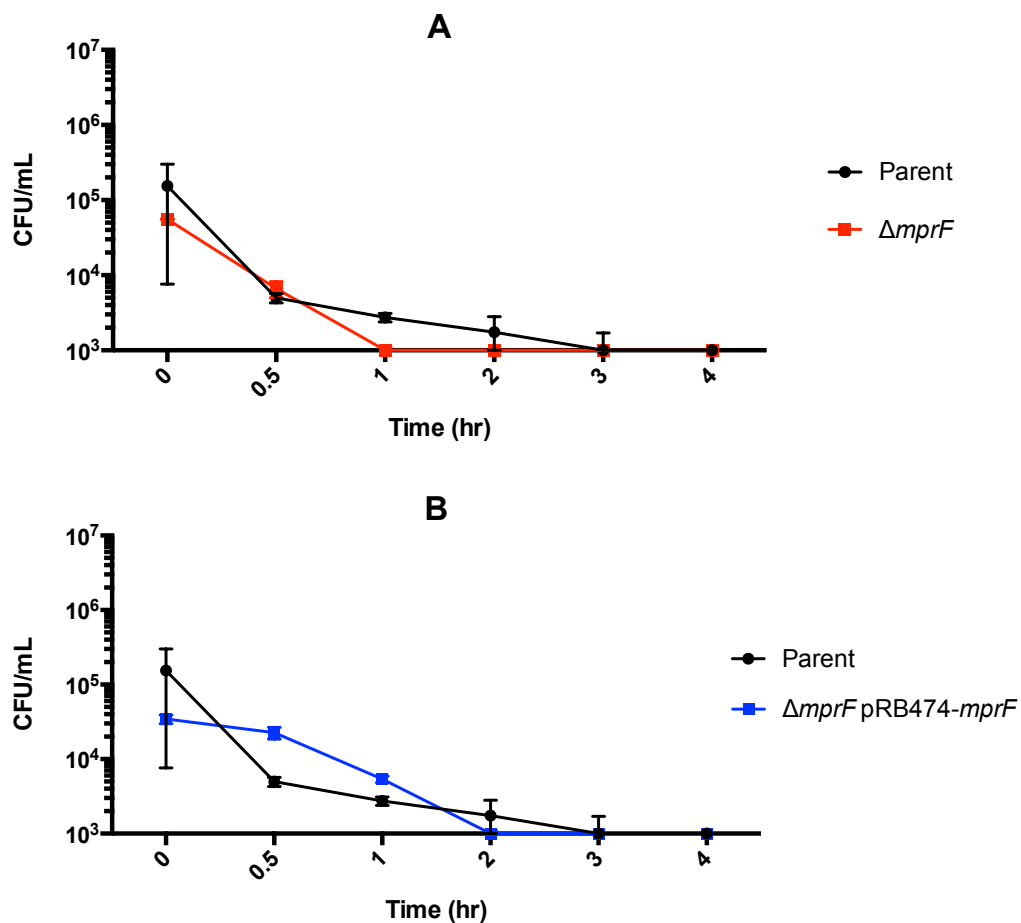 A
10⁷
10⁶
10⁵
10⁴
10³
CFU/mL
0
0.5
1
2
3
4
Time (hr)
Parent
ΔmprF
B
10⁷
10⁶
10⁵
10⁴
10³
CFU/mL
0
0.5
1
2
3
4
Time (hr)
Parent
ΔmprF pRB474-mprF